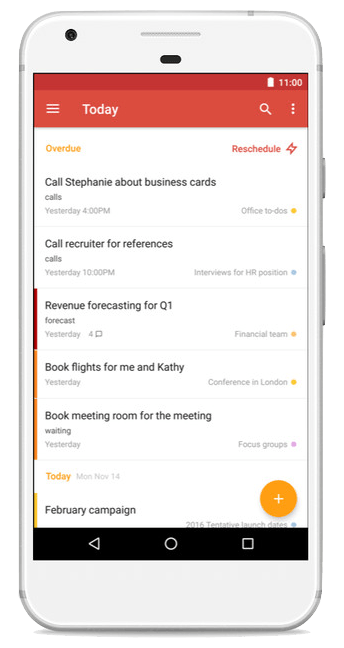 11:00
Today
Overdue Reschedule
Call Stephanie about business cards
calls
Yesterday 4:00PM Office to-dos
Call recruiter for references
calls
Yesterday 10:00PM Interviews for HR position
Revenue forecasting for Q1
forecast
Yesterday 4 Financial team
Book flights for me and Kathy
Yesterday Conference in London
Book meeting room for the meeting
waiting
Yesterday Focus groups
Today Mon Nov 14
+
February campaign
2016 Tentative launch dates